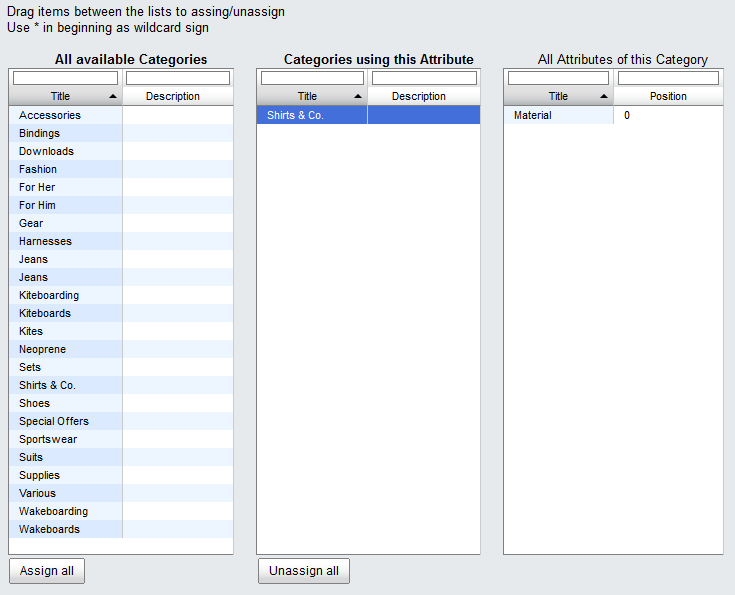 Drag items between the lists to assing/unassign
Use * in beginning as wildcard sign
All available Categories
Title Description
Accessories
Bindings
Downloads
Fashion
For Her
For Him
Gear
Harnesses
Jeans
Jeans
Kiteboarding
Kiteboards
Kites
Neoprene
Sets
Shirts & Co.
Shoes
Special Offers
Sportswear
Suits
Supplies
Various
Wakeboarding
Wakeboards
Assign all
Categories using this Attribute
Title Description
Shirts & Co.
Unassign all
All Attributes of this Category
Title Position
Material 0